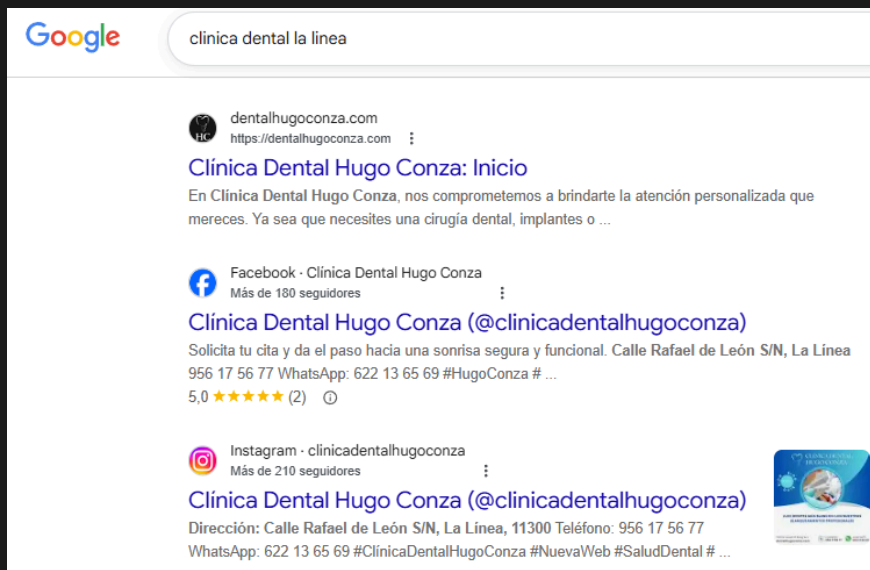 Google
clinica dental la linea
HC
dentalhugoconza.com
https://dentalhugoconza.com
Clínica Dental Hugo Conza: Inicio
En Clínica Dental Hugo Conza, nos comprometemos a brindarte la atención personalizada que
mereces. Ya sea que necesites una cirugía dental, implantes o ...
Facebook · Clínica Dental Hugo Conza
Más de 180 seguidores
Clínica Dental Hugo Conza (@clinicadentalhugoconza)
Solicita tu cita y da el paso hacia una sonrisa segura y funcional. Calle Rafael de León S/N, La Línea
956 17 56 77 WhatsApp: 622 13 65 69 #HugoConza # ...
5,0 ★★★★★ (2)
Instagram · clinicadentalhugoconza
Más de 210 seguidores
Clínica Dental Hugo Conza (@clinicadentalhugoconza)
Dirección: Calle Rafael de León S/N, La Línea, 11300 Teléfono: 956 17 56 77
WhatsApp: 622 13 65 69 #ClínicaDentalHugoConza #NuevaWeb #SaludDental # ...
CLÍNICA DENTAL
HUGO CONZA